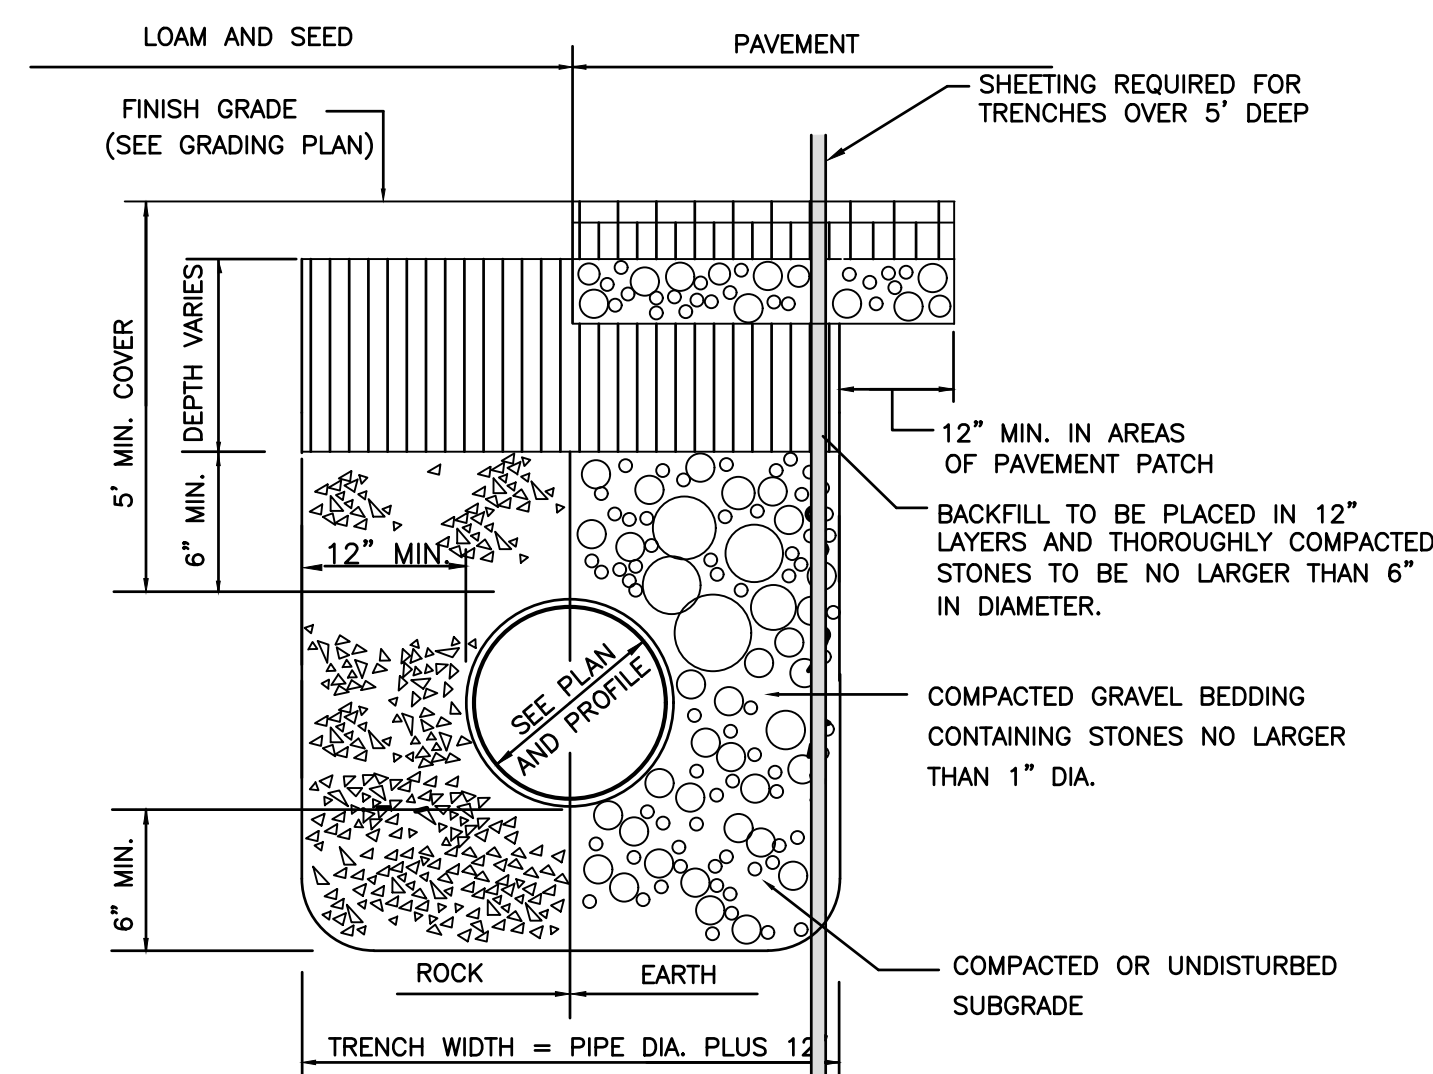 LOAM AND SEED
PAVEMENT
SHEETING REQUIRED FOR
TRENCHES OVER 5' DEEP
FINISH GRADE
(SEE GRADING PLAN)
5' MIN. COVER
DEPTH VARIES
6" MIN.
12" MIN.
12" MIN. IN AREAS
OF PAVEMENT PATCH
BACKFILL TO BE PLACED IN 12"
LAYERS AND THOROUGHLY COMPACTED
STONES TO BE NO LARGER THAN 6"
IN DIAMETER.
SEE PLAN
AND PROFILE
COMPACTED GRAVEL BEDDING
CONTAINING STONES NO LARGER
THAN 1" DIA.
6" MIN.
ROCK
EARTH
COMPACTED OR UNDISTURBED
SUBGRADE
TRENCH WIDTH = PIPE DIA. PLUS 12